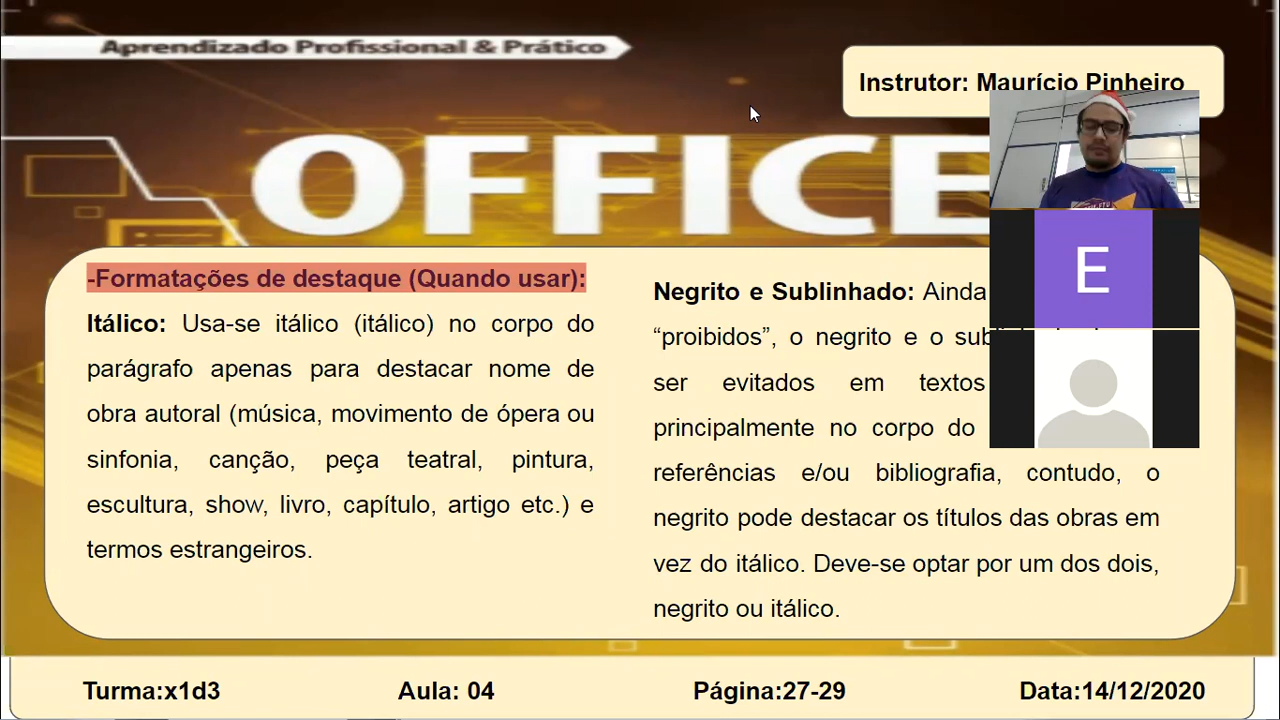 Aprendizado Profissional & Prático
Instrutor: Maurício Pinheiro
OFFICE
-Formatações de destaque (Quando usar):
Itálico: Usa-se itálico (itálico) no corpo do
parágrafo apenas para destacar nome de
obra autoral (música, movimento de ópera ou
sinfonia, canção, peça teatral, pintura,
escultura, show, livro, capítulo, artigo etc.) e
termos estrangeiros.
Negrito e Sublinhado: Ainda
“proibidos”, o negrito e o
ser evitados em textos
principalmente no corpo do
referências e/ou bibliografia, contudo, o
negrito pode destacar os títulos das obras em
vez do itálico. Deve-se optar por um dos dois,
negrito ou itálico.
E
Turma:x1d3 Aula: 04 Página:27-29 Data:14/12/2020